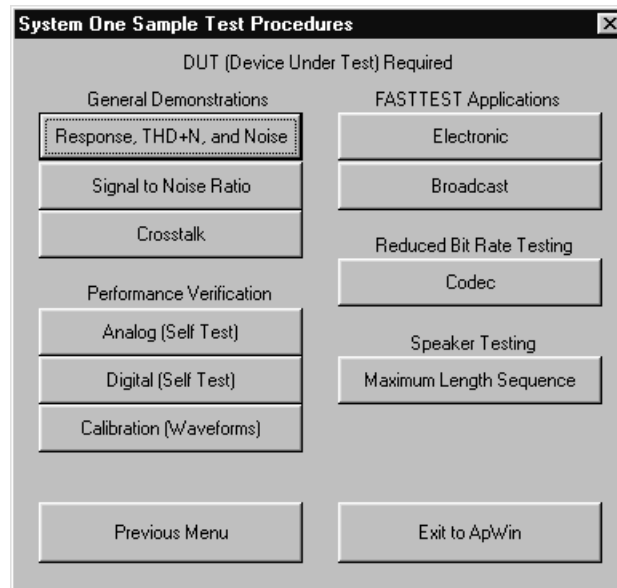 System One Sample Test Procedures
DUT (Device Under Test) Required
General Demonstrations
Response, THD+N, and Noise
Signal to Noise Ratio
Crosstalk
Performance Verification
Analog (Self Test)
Digital (Self Test)
Calibration (Waveforms)
FASTTEST Applications
Electronic
Broadcast
Reduced Bit Rate Testing
Codec
Speaker Testing
Maximum Length Sequence
Previous Menu
Exit to ApWin